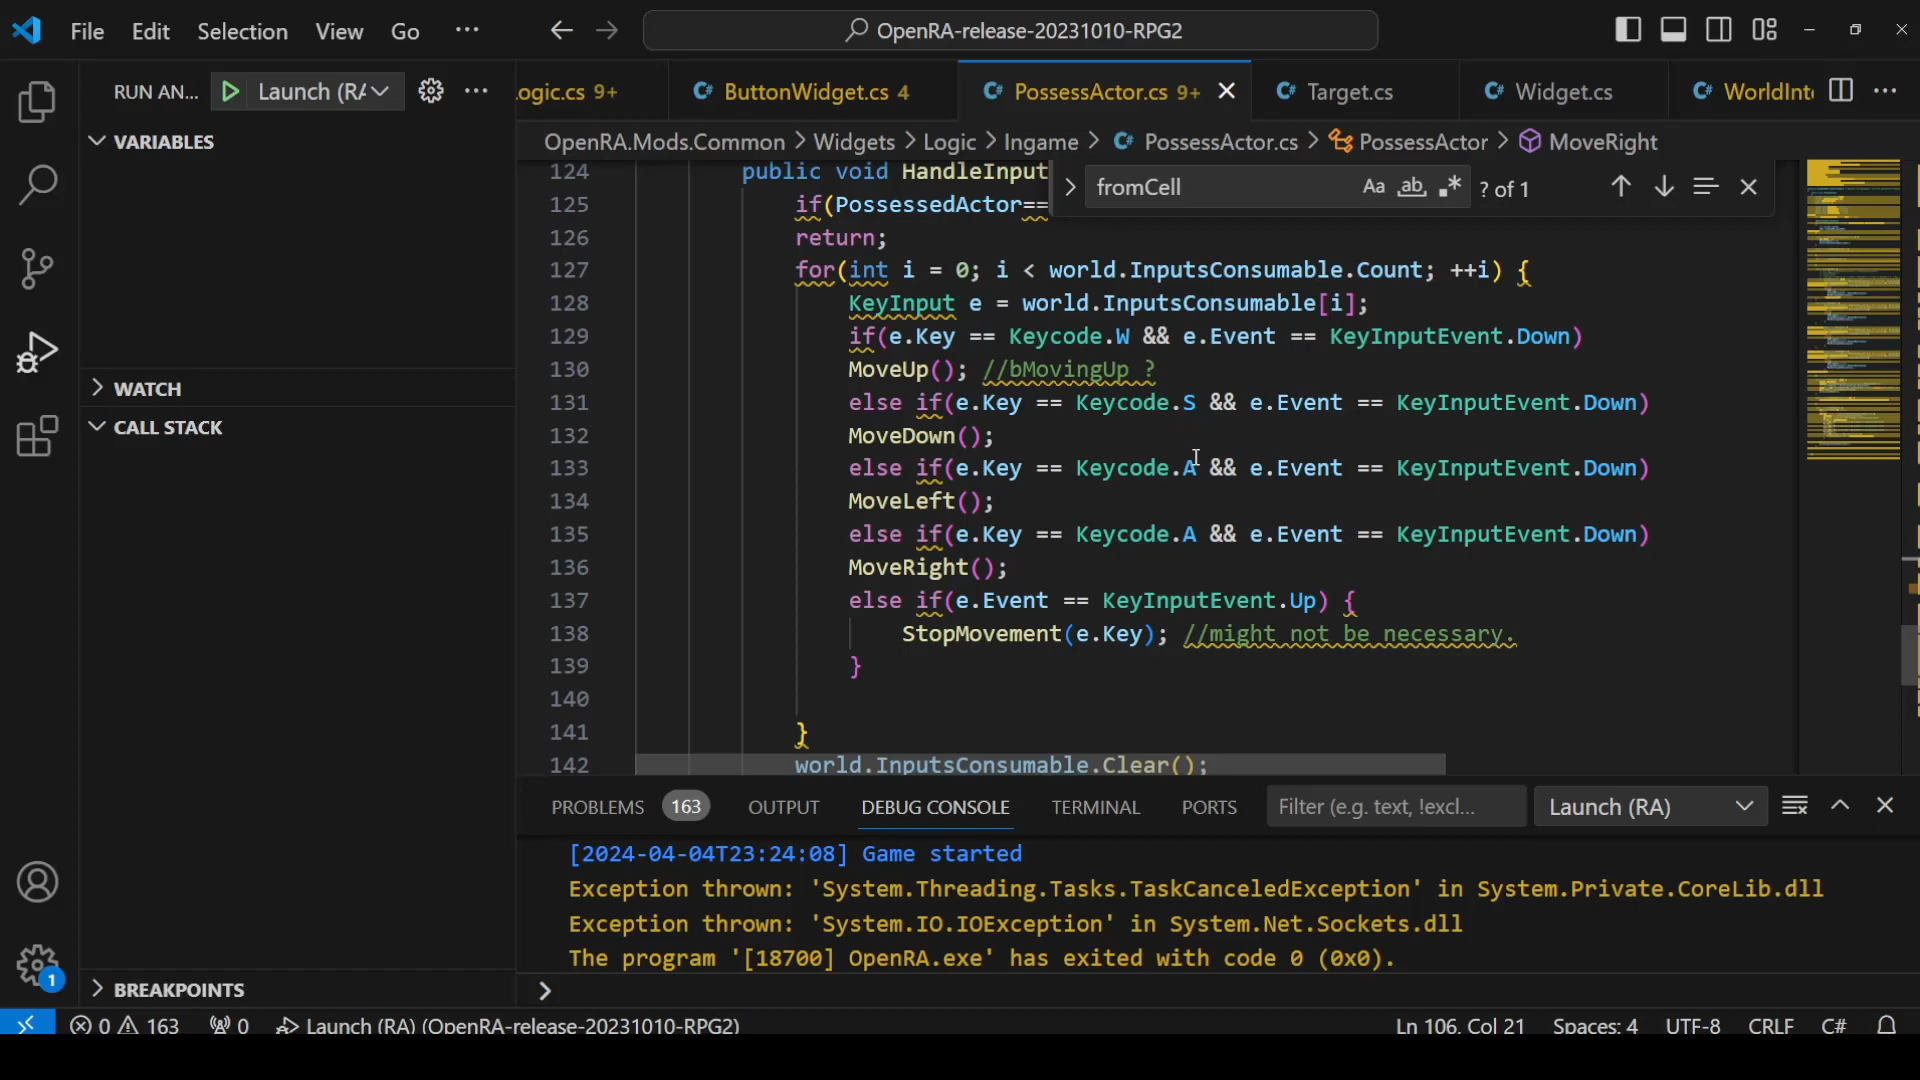 File Edit Selection View Go ··· OpenRA-release-20231010-RPG2
RUN AN... Launch (RA ···
.ogic.cs 9+ ButtonWidget.cs 4 PossessActor.cs 9+ Target.cs Widget.cs WorldInt ···
OpenRA.Mods.Common > Widgets > Logic > Ingame > PossessActor.cs > PossessActor > MoveRight
VARIABLES
WATCH
CALL STACK
BREAKPOINTS
fromCell Aa ab .* ? of 1
124 public void HandleInput
125 if(PossessedActor==
126 return;
127 for(int i = 0; i < world.InputsConsumable.Count; ++i) {
128 KeyInput e = world.InputsConsumable[i];
129 if(e.Key == Keycode.W && e.Event == KeyInputEvent.Down)
130 MoveUp(); //bMovingUp ?
131 else if(e.Key == Keycode.S && e.Event == KeyInputEvent.Down)
132 MoveDown();
133 else if(e.Key == Keycode.A && e.Event == KeyInputEvent.Down)
134 MoveLeft();
135 else if(e.Key == Keycode.A && e.Event == KeyInputEvent.Down)
136 MoveRight();
137 else if(e.Event == KeyInputEvent.Up) {
138 StopMovement(e.Key); //might not be necessary.
139 }
140
141 }
142 world.InputsConsumable.Clear();
PROBLEMS 163 OUTPUT DEBUG CONSOLE TERMINAL PORTS Filter (e.g. text, !excl... Launch (RA)
[2024-04-04T23:24:08] Game started
Exception thrown: 'System.Threading.Tasks.TaskCanceledException' in System.Private.CoreLib.dll
Exception thrown: 'System.IO.IOException' in System.Net.Sockets.dll
The program '[18700] OpenRA.exe' has exited with code 0 (0x0).
>
1
0 163 0 Launch (RA) (OpenRA-release-20231010-RPG2) Ln 106, Col 21 Spaces: 4 UTF-8 CRLF C#